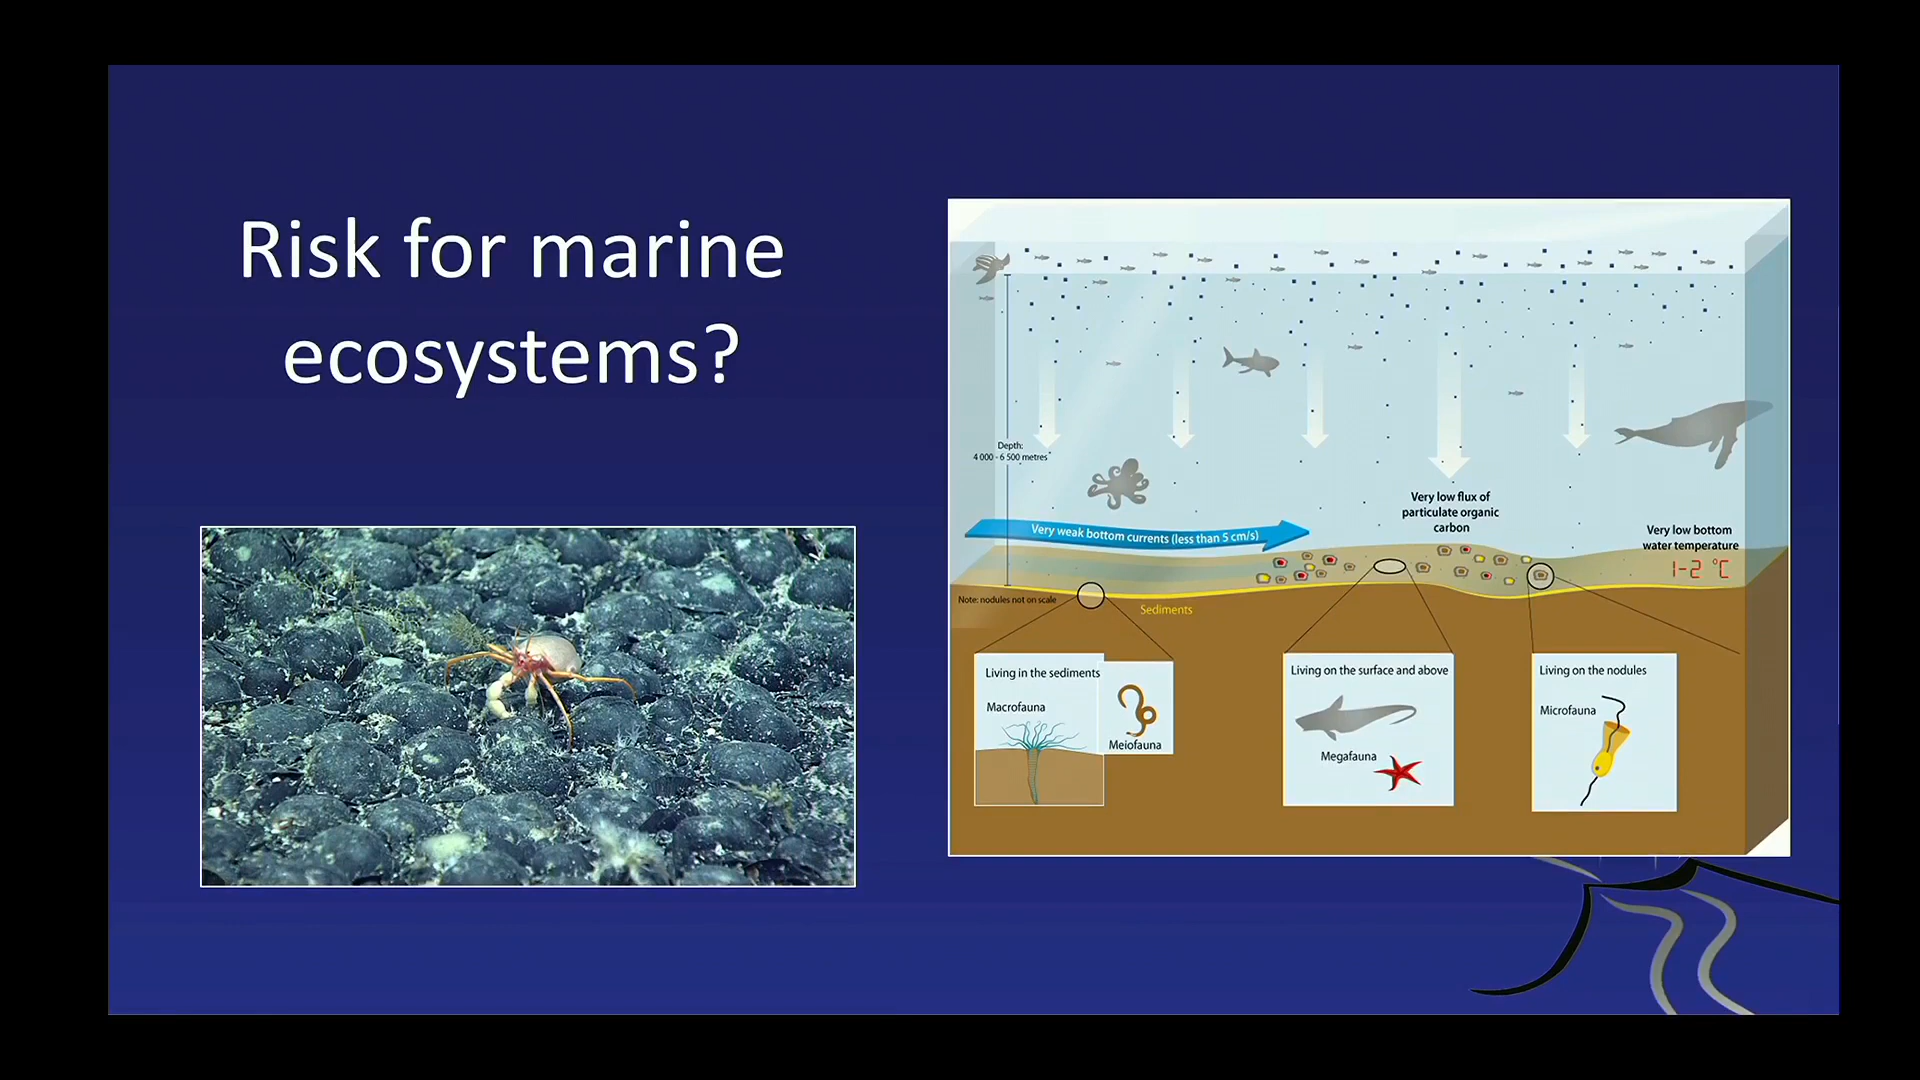 Risk for marine
ecosystems?
Depth:
4 000 - 6 500 metres
Very weak bottom currents (less than 5 cm/s)
Very low flux of
particulate organic
carbon
Very low bottom
water temperature
1-2 °C
Note: nodules not on scale
Sediments
Living in the sediments
Macrofauna
Meiofauna
Living on the surface and above
Megafauna
Living on the nodules
Microfauna